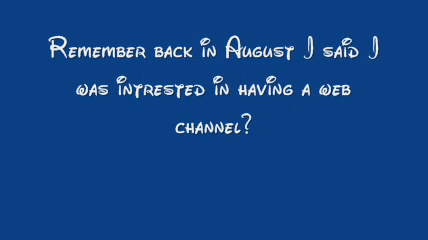 Remember back in August I said I
was intrested in having a web
channel?